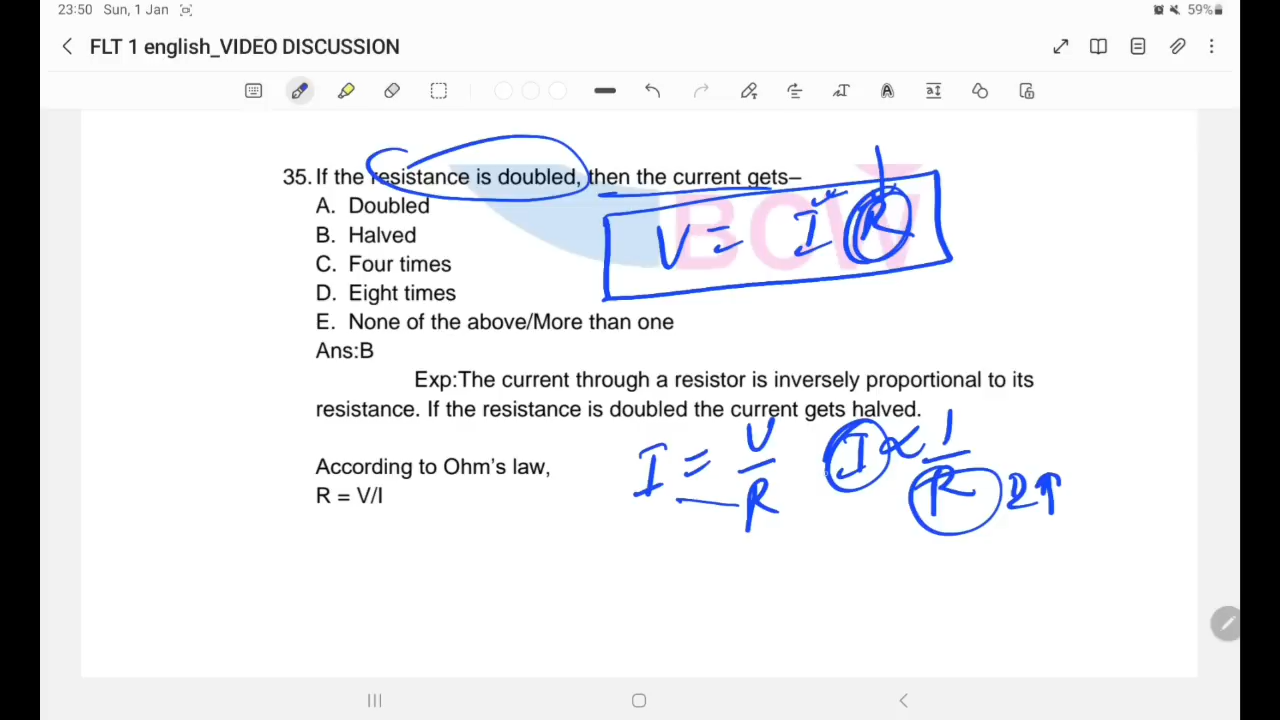 23:50 Sun, 1 Jan
59%
FLT 1 english_VIDEO DISCUSSION
35. If the resistance is doubled, then the current gets–
A. Doubled
B. Halved
C. Four times
D. Eight times
E. None of the above/More than one
V = I R
BCW
Ans:B
Exp:The current through a resistor is inversely proportional to its
resistance. If the resistance is doubled the current gets halved.
I = V/R
I ∝ 1/R 2↑
According to Ohm's law,
R = V/I